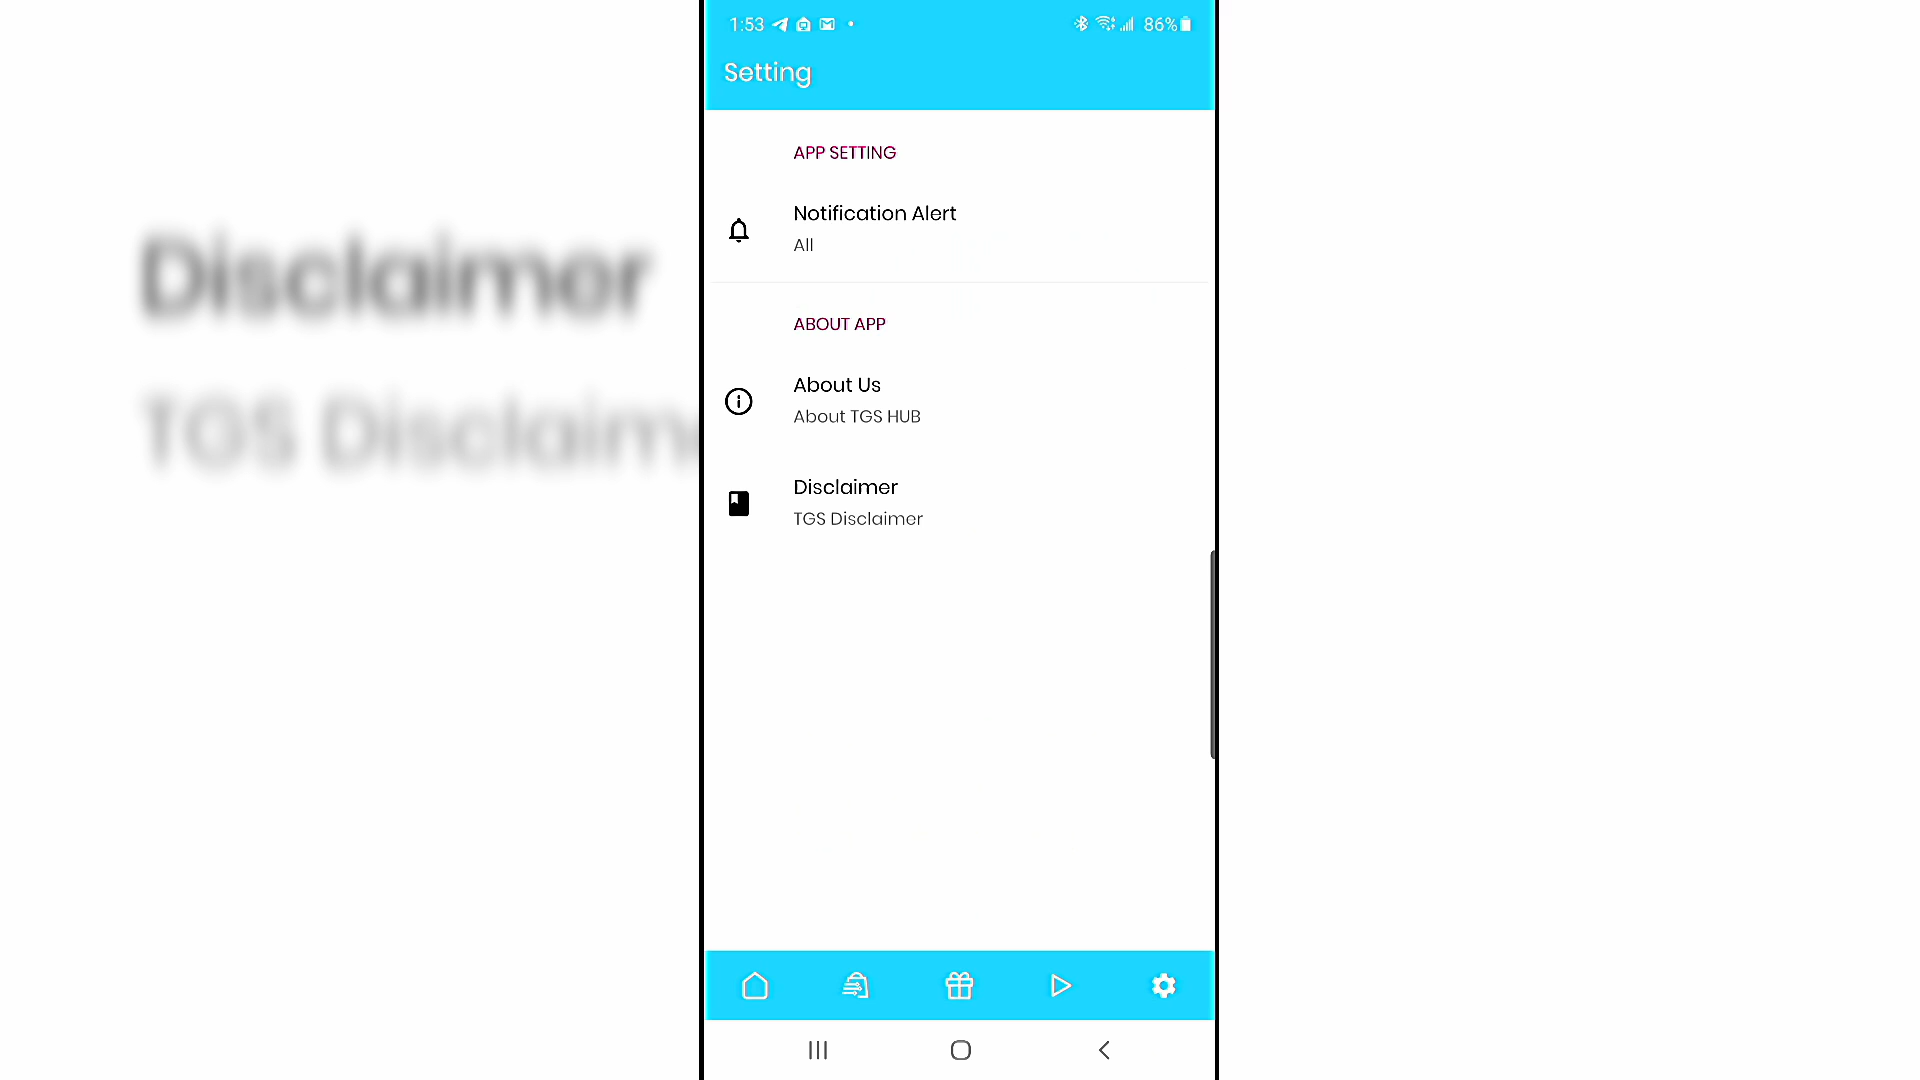 1:53
86%
Setting
APP SETTING
Notification Alert
All
ABOUT APP
About Us
About TGS HUB
Disclaimer
TGS Disclaimer
Disclaimer
TGS Disclaime